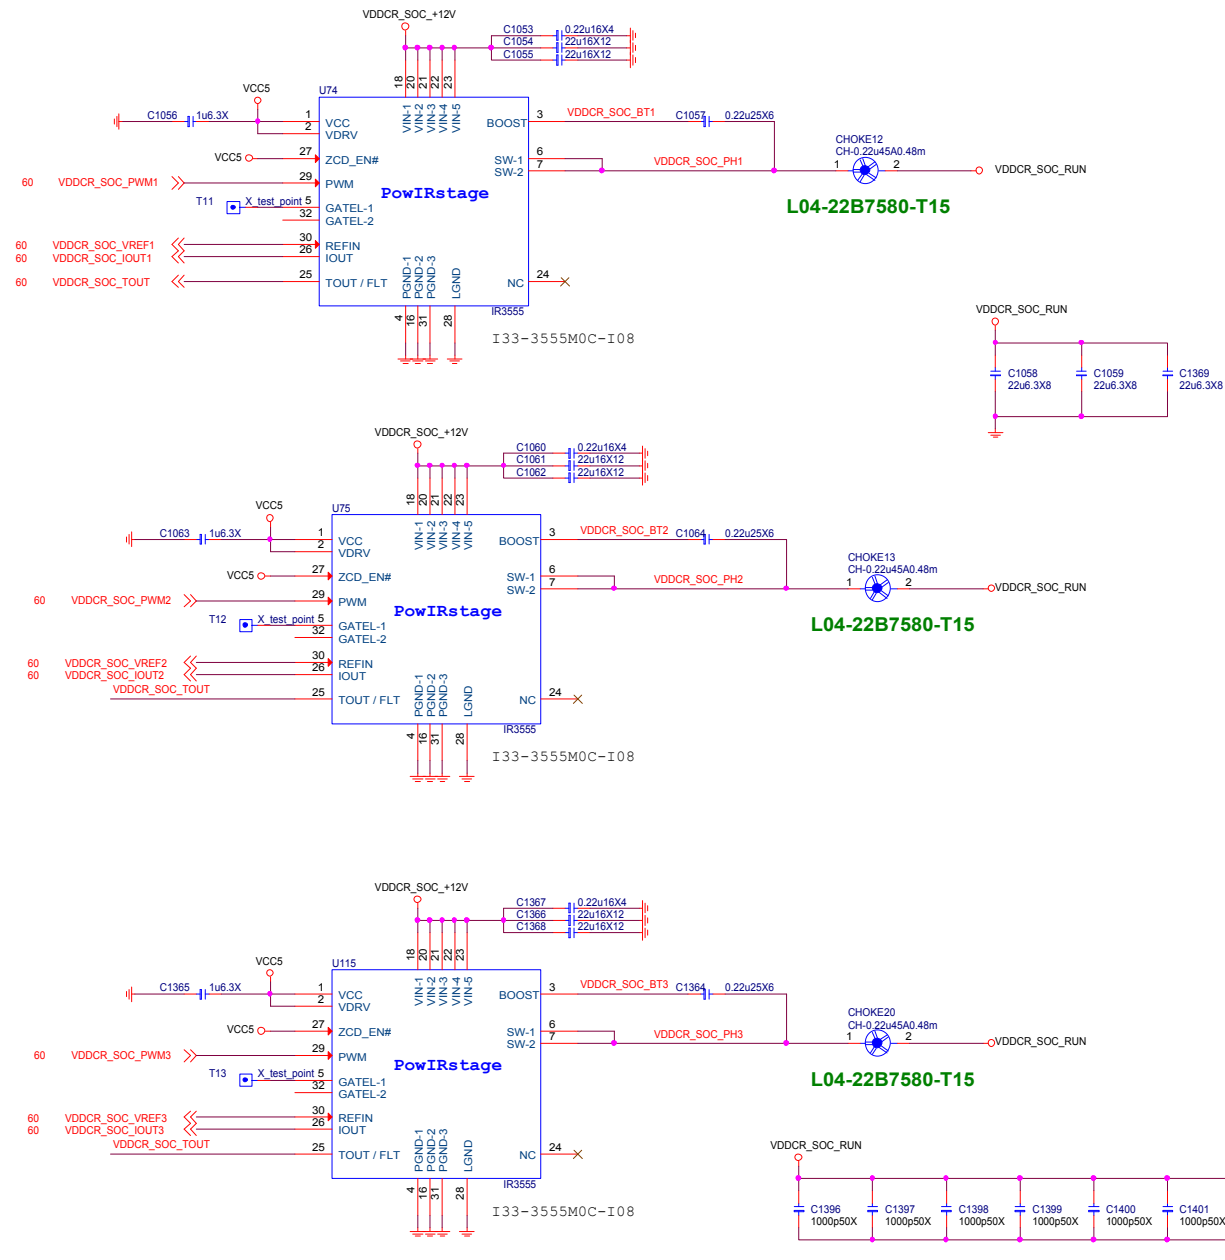 VDDCR_SOC_+12V
C1053 0.22u16X4
C1054 22u16X12
C1055 22u16X12
18 20 21 22 23
VCC5
U74
C1056 1u6.3X
1 VCC
2 VDRV
VIN-1 VIN-2 VIN-3 VIN-4 VIN-5
BOOST 3 VDDCR_SOC_BT1 C1057 0.22u25X6
VCC5 27 ZCD_EN#
SW-1 6
SW-2 7 VDDCR_SOC_PH1
CHOKE12
CH-0.22u45A0.48m
1 2 VDDCR_SOC_RUN
60 VDDCR_SOC_PWM1 29 PWM
PowIRstage
L04-22B7580-T15
T11 X_test_point 5 GATEL-1
32 GATEL-2
60 VDDCR_SOC_VREF1 30 REFIN
60 VDDCR_SOC_IOUT1 26 IOUT
60 VDDCR_SOC_TOUT 25 TOUT / FLT
PGND-1 PGND-2 PGND-3 LGND
NC 24
4 16 31 28
IR3555
I33-3555M0C-I08
VDDCR_SOC_RUN
C1058 C1059 C1369
22u6.3X8 22u6.3X8 22u6.3X8
VDDCR_SOC_+12V
C1060 0.22u16X4
C1061 22u16X12
C1062 22u16X12
18 20 21 22 23
VCC5
U75
C1063 1u6.3X
1 VCC
2 VDRV
VIN-1 VIN-2 VIN-3 VIN-4 VIN-5
BOOST 3 VDDCR_SOC_BT2 C1064 0.22u25X6
VCC5 27 ZCD_EN#
SW-1 6
SW-2 7 VDDCR_SOC_PH2
CHOKE13
CH-0.22u45A0.48m
1 2 VDDCR_SOC_RUN
60 VDDCR_SOC_PWM2 29 PWM
PowIRstage
L04-22B7580-T15
T12 X_test_point 5 GATEL-1
32 GATEL-2
60 VDDCR_SOC_VREF2 30 REFIN
60 VDDCR_SOC_IOUT2 26 IOUT
VDDCR_SOC_TOUT 25 TOUT / FLT
PGND-1 PGND-2 PGND-3 LGND
NC 24
4 16 31 28
IR3555
I33-3555M0C-I08
VDDCR_SOC_+12V
C1367 0.22u16X4
C1366 22u16X12
C1368 22u16X12
18 20 21 22 23
VCC5
U115
C1365 1u6.3X
1 VCC
2 VDRV
VIN-1 VIN-2 VIN-3 VIN-4 VIN-5
BOOST 3 VDDCR_SOC_BT3 C1364 0.22u25X6
VCC5 27 ZCD_EN#
SW-1 6
SW-2 7 VDDCR_SOC_PH3
CHOKE20
CH-0.22u45A0.48m
1 2 VDDCR_SOC_RUN
60 VDDCR_SOC_PWM3 29 PWM
PowIRstage
L04-22B7580-T15
T13 X_test_point 5 GATEL-1
32 GATEL-2
60 VDDCR_SOC_VREF3 30 REFIN
60 VDDCR_SOC_IOUT3 26 IOUT
VDDCR_SOC_TOUT 25 TOUT / FLT
PGND-1 PGND-2 PGND-3 LGND
NC 24
4 16 31 28
IR3555
I33-3555M0C-I08
VDDCR_SOC_RUN
C1396 C1397 C1398 C1399 C1400 C1401
1000p50X 1000p50X 1000p50X 1000p50X 1000p50X 1000p50X